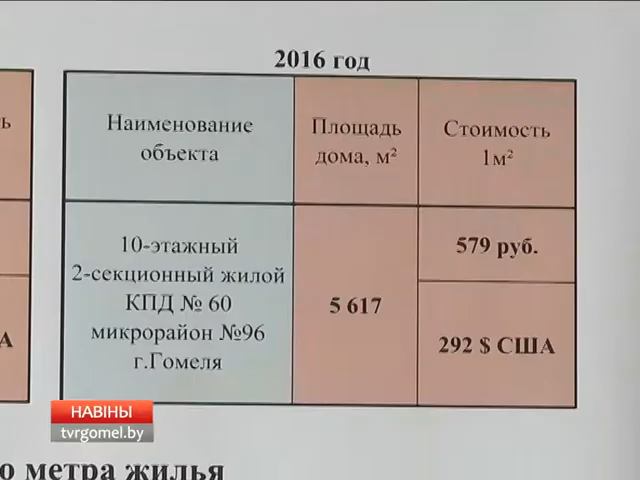 2016 год
ь
Наименование
объекта
Площадь
дома, м²
Стоимость
1м²
10-этажный
2-секционный жилой
КПД № 60
микрорайон №96
г.Гомеля
5 617
579 руб.
292 $ США
А
НАВІНЫ
tvrgomel.by
о метра жилья